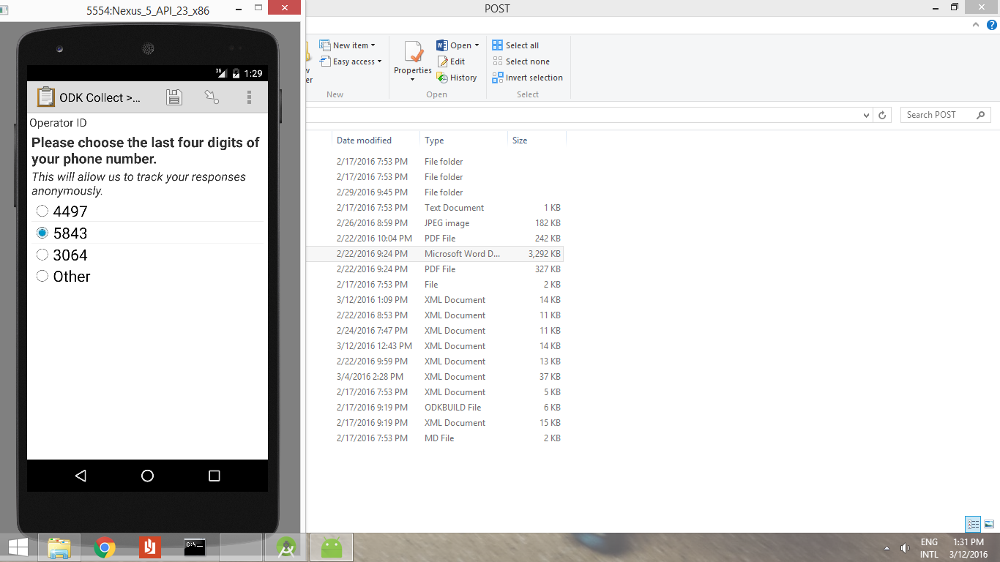 5554:Nexus_5_API_23_x86
3G 1:29
ODK Collect >...
Operator ID
Please choose the last four digits of
your phone number.
This will allow us to track your responses
anonymously.
4497
5843
3064
Other
POST
New item
Easy access
New
Properties
Open
Edit
History
Open
Select all
Select none
Invert selection
Select
Search POST
Date modified Type Size
2/17/2016 7:53 PM File folder
2/17/2016 7:53 PM File folder
2/29/2016 9:45 PM File folder
2/17/2016 7:53 PM Text Document 1 KB
2/26/2016 8:59 PM JPEG image 182 KB
2/22/2016 10:04 PM PDF File 242 KB
2/22/2016 9:24 PM Microsoft Word D... 3,292 KB
2/22/2016 9:24 PM PDF File 327 KB
2/17/2016 7:53 PM File 2 KB
3/12/2016 1:09 PM XML Document 14 KB
2/22/2016 8:53 PM XML Document 11 KB
2/24/2016 7:47 PM XML Document 11 KB
3/12/2016 12:43 PM XML Document 14 KB
2/22/2016 9:59 PM XML Document 13 KB
3/4/2016 2:28 PM XML Document 37 KB
2/17/2016 7:53 PM XML Document 5 KB
2/17/2016 9:19 PM ODKBUILD File 6 KB
2/17/2016 9:19 PM XML Document 15 KB
2/17/2016 7:53 PM MD File 2 KB
ENG 1:31 PM
INTL 3/12/2016